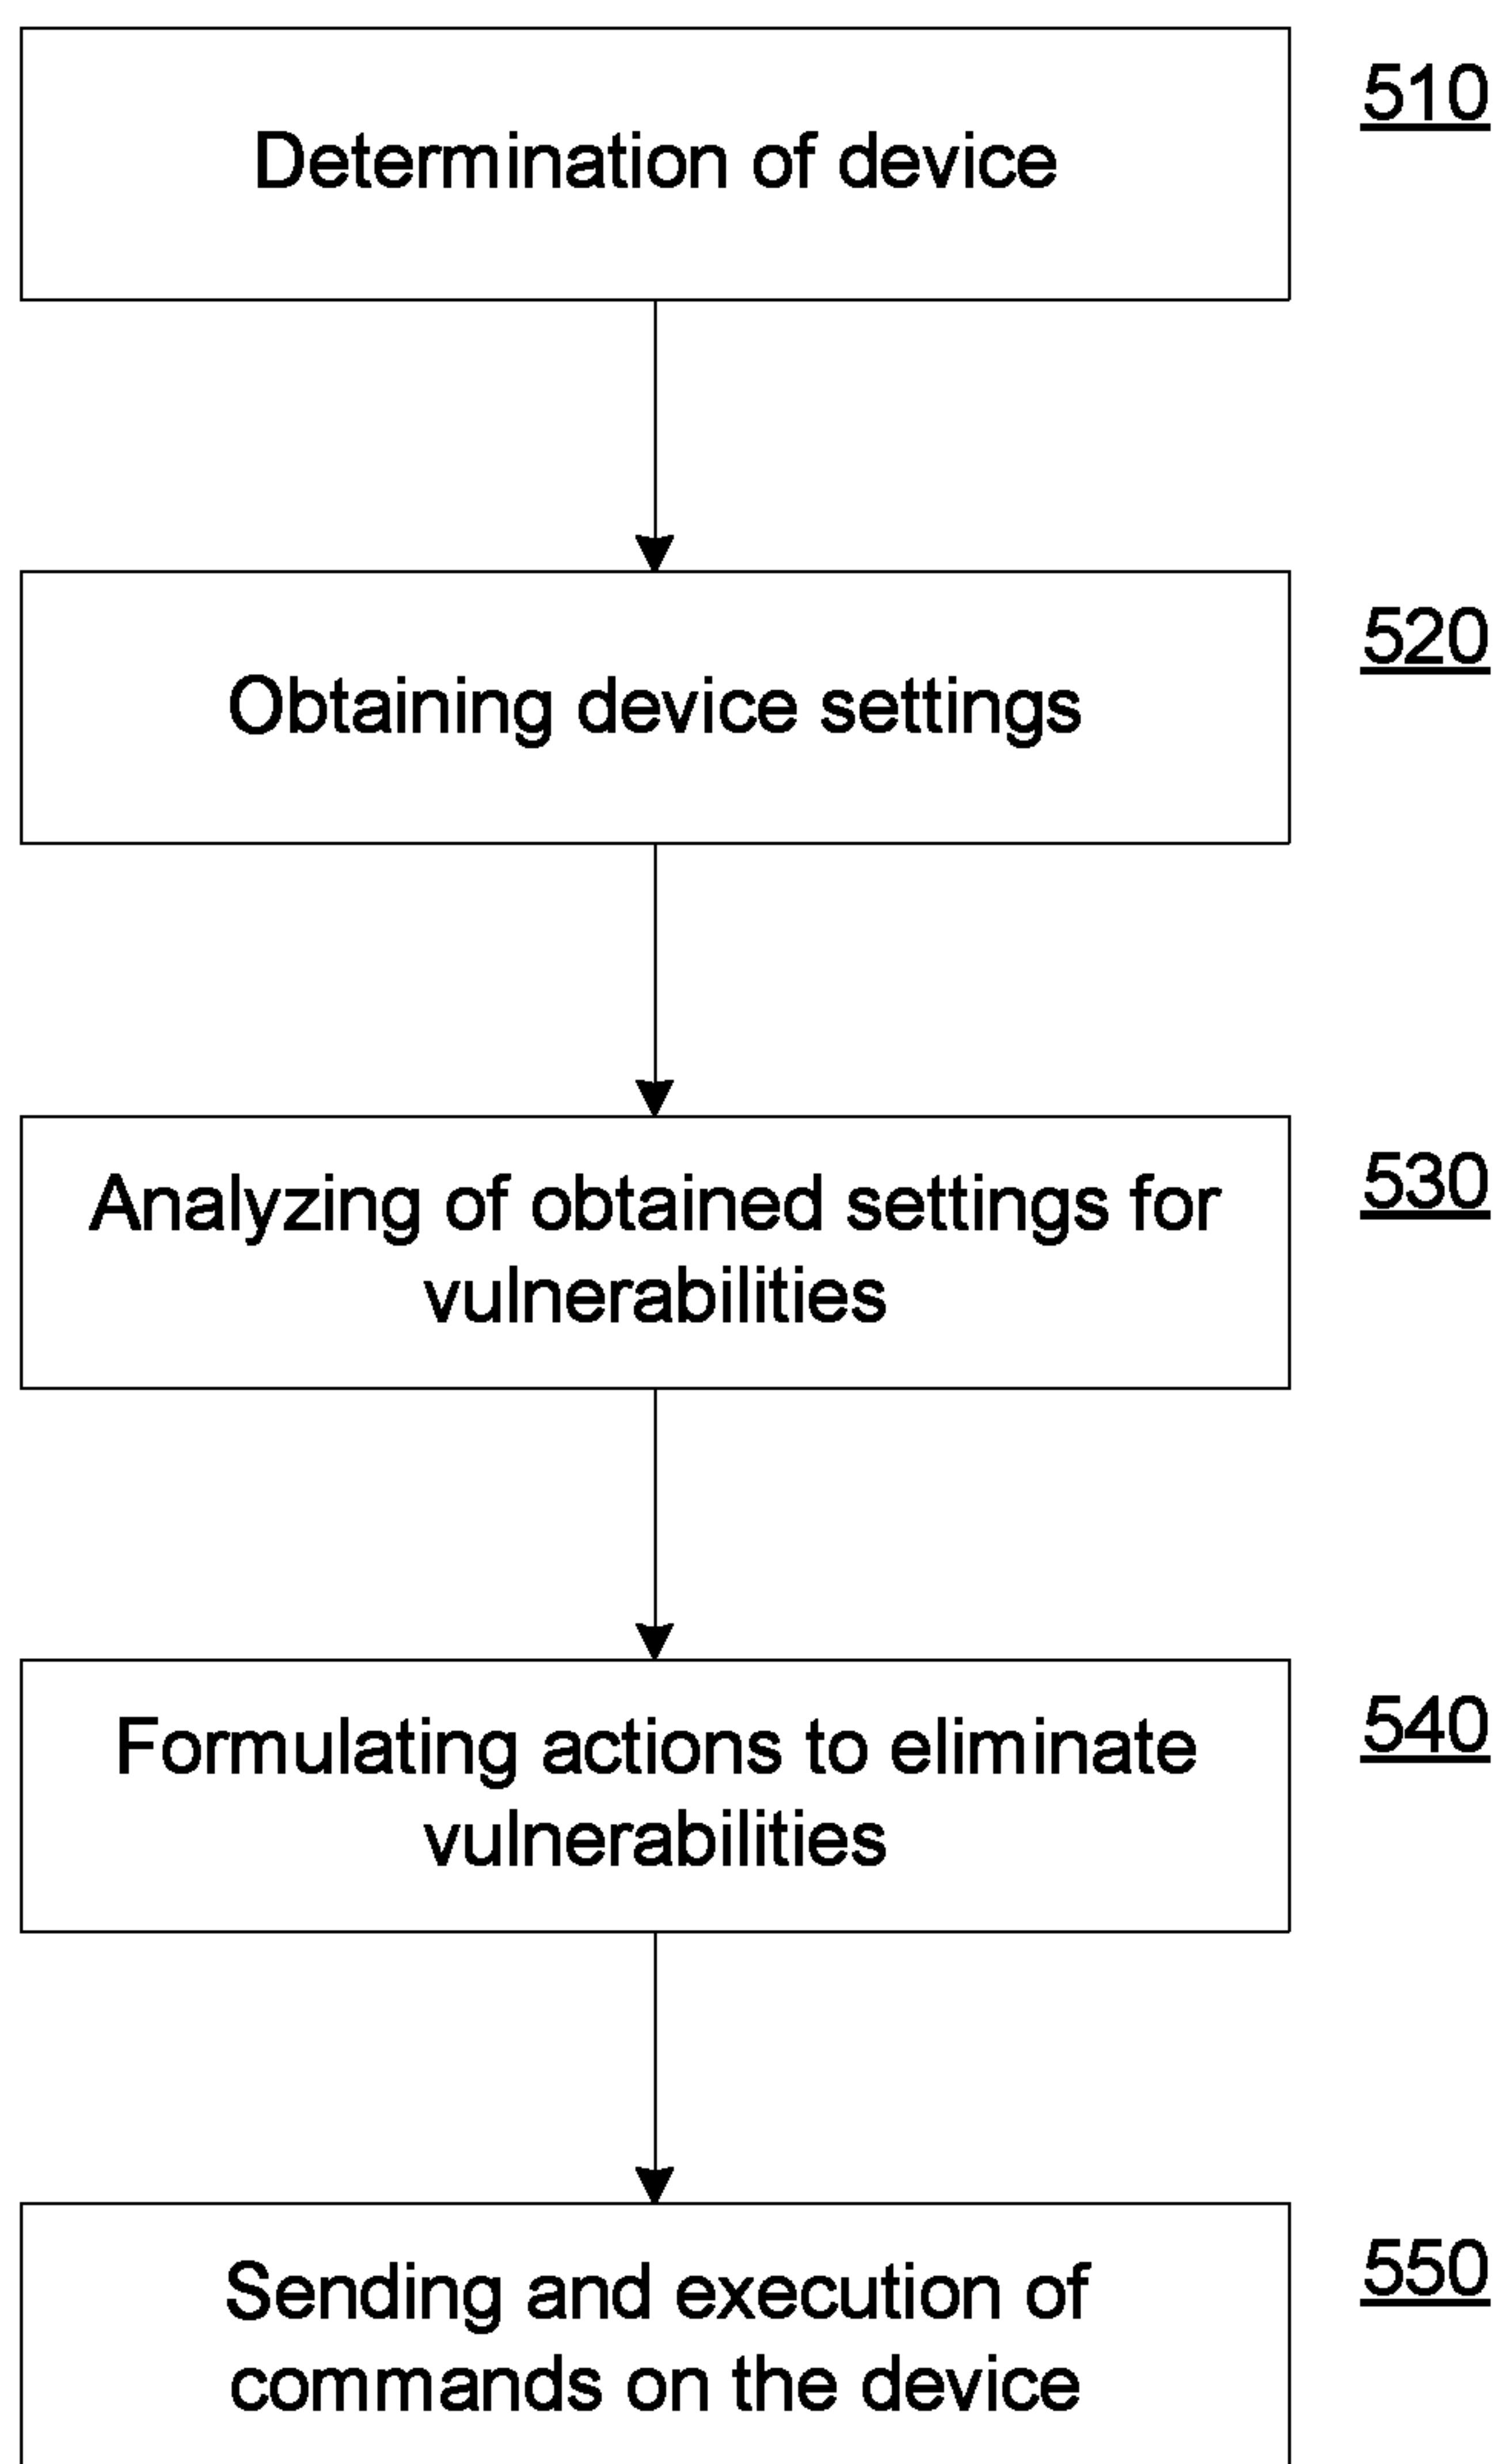 Determination of device
510
Obtaining device settings
520
Analyzing of obtained settings for
vulnerabilities
530
Formulating actions to eliminate
vulnerabilities
540
Sending and execution of
commands on the device
550